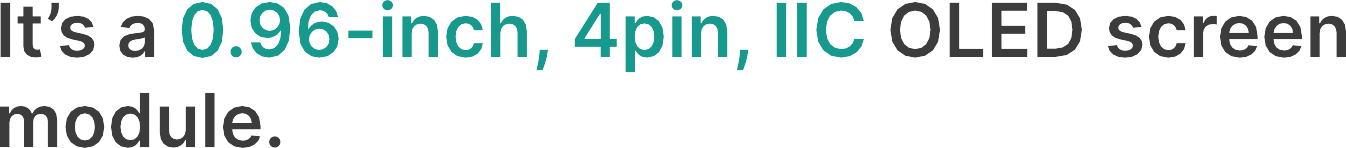 It’s a 0.96-inch, 4pin, IIC OLED screen
module.